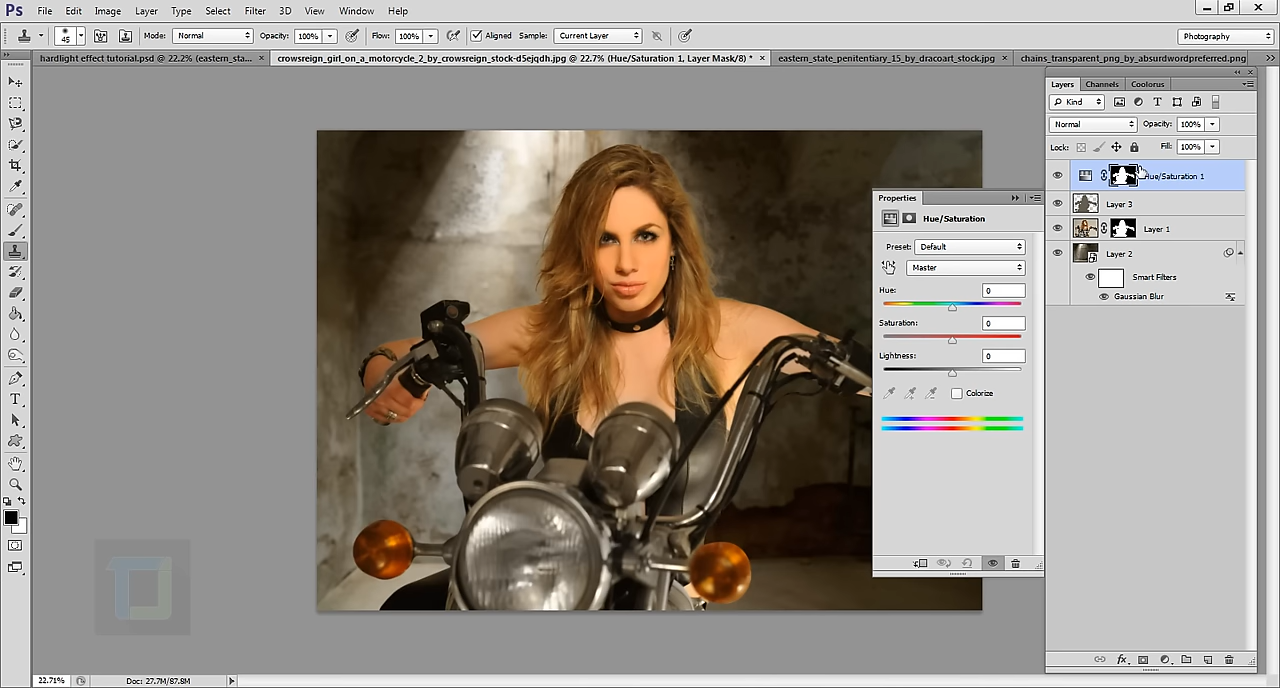 Ps File Edit Image Layer Type Select Filter 3D View Window Help
45 Mode: Normal Opacity: 100% Flow: 100% Aligned Sample: Current Layer Photography
hardlight effect tutorial.psd @ 22.2% (eastern_sta... × crowsreign_girl_on_a_motorcycle_2_by_crowsreign_stock-d5ejqdh.jpg @ 22.7% (Hue/Saturation 1, Layer Mask/8) * × eastern_state_penitentiary_15_by_dracoart_stock.jpg × chains_transparent_png_by_absurdwordpreferred.png
Layers Channels Coolorus
Kind
Normal Opacity: 100%
Lock: Fill: 100%
Hue/Saturation 1
Layer 3
Layer 1
Layer 2
Smart Filters
Gaussian Blur
Properties
Hue/Saturation
Preset: Default
Master
Hue: 0
Saturation: 0
Lightness: 0
Colorize
22.71% Doc: 27.7M/87.8M